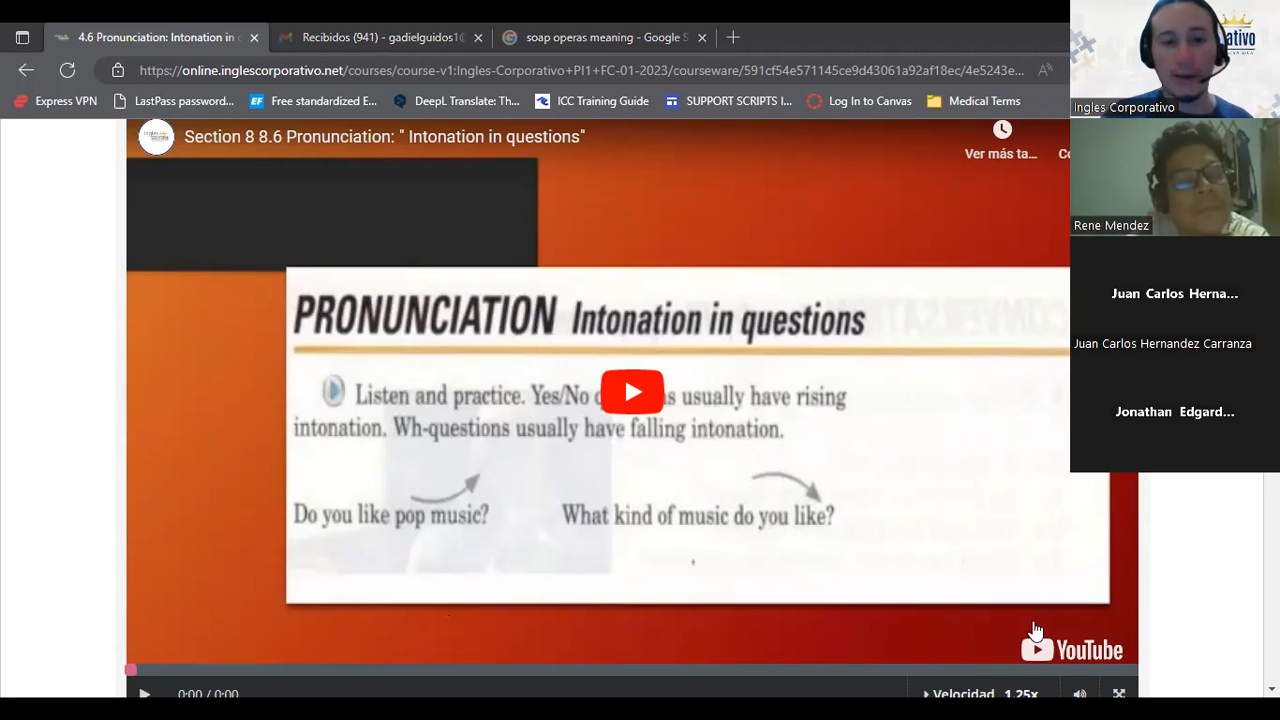 4.6 Pronunciation: Intonation in
Recibidos (941) - gadielguidos1
soap operas meaning - Google S
https://online.inglescorporativo.net/courses/course-v1:Ingles-Corporativo+PI1+FC-01-2023/courseware/591cf54e571145ce9d43061a92af18ec/4e5243e...
Express VPN
LastPass password...
EF
Free standardized E...
DeepL Translate: Th...
ICC Training Guide
SUPPORT SCRIPTS I...
Log In to Canvas
Medical Terms
Ingles Corporativo
Rene Mendez
Juan Carlos Herna...
Juan Carlos Hernandez Carranza
Jonathan Edgard...
Section 8 8.6 Pronunciation: " Intonation in questions"
Ver más ta...
PRONUNCIATION Intonation in questions
Listen and practice. Yes/No usually have rising
intonation. Wh-questions usually have falling intonation.
Do you like pop music?
What kind of music do you like?
YouTube
0:00 / 0:00
Velocidad 1.25x